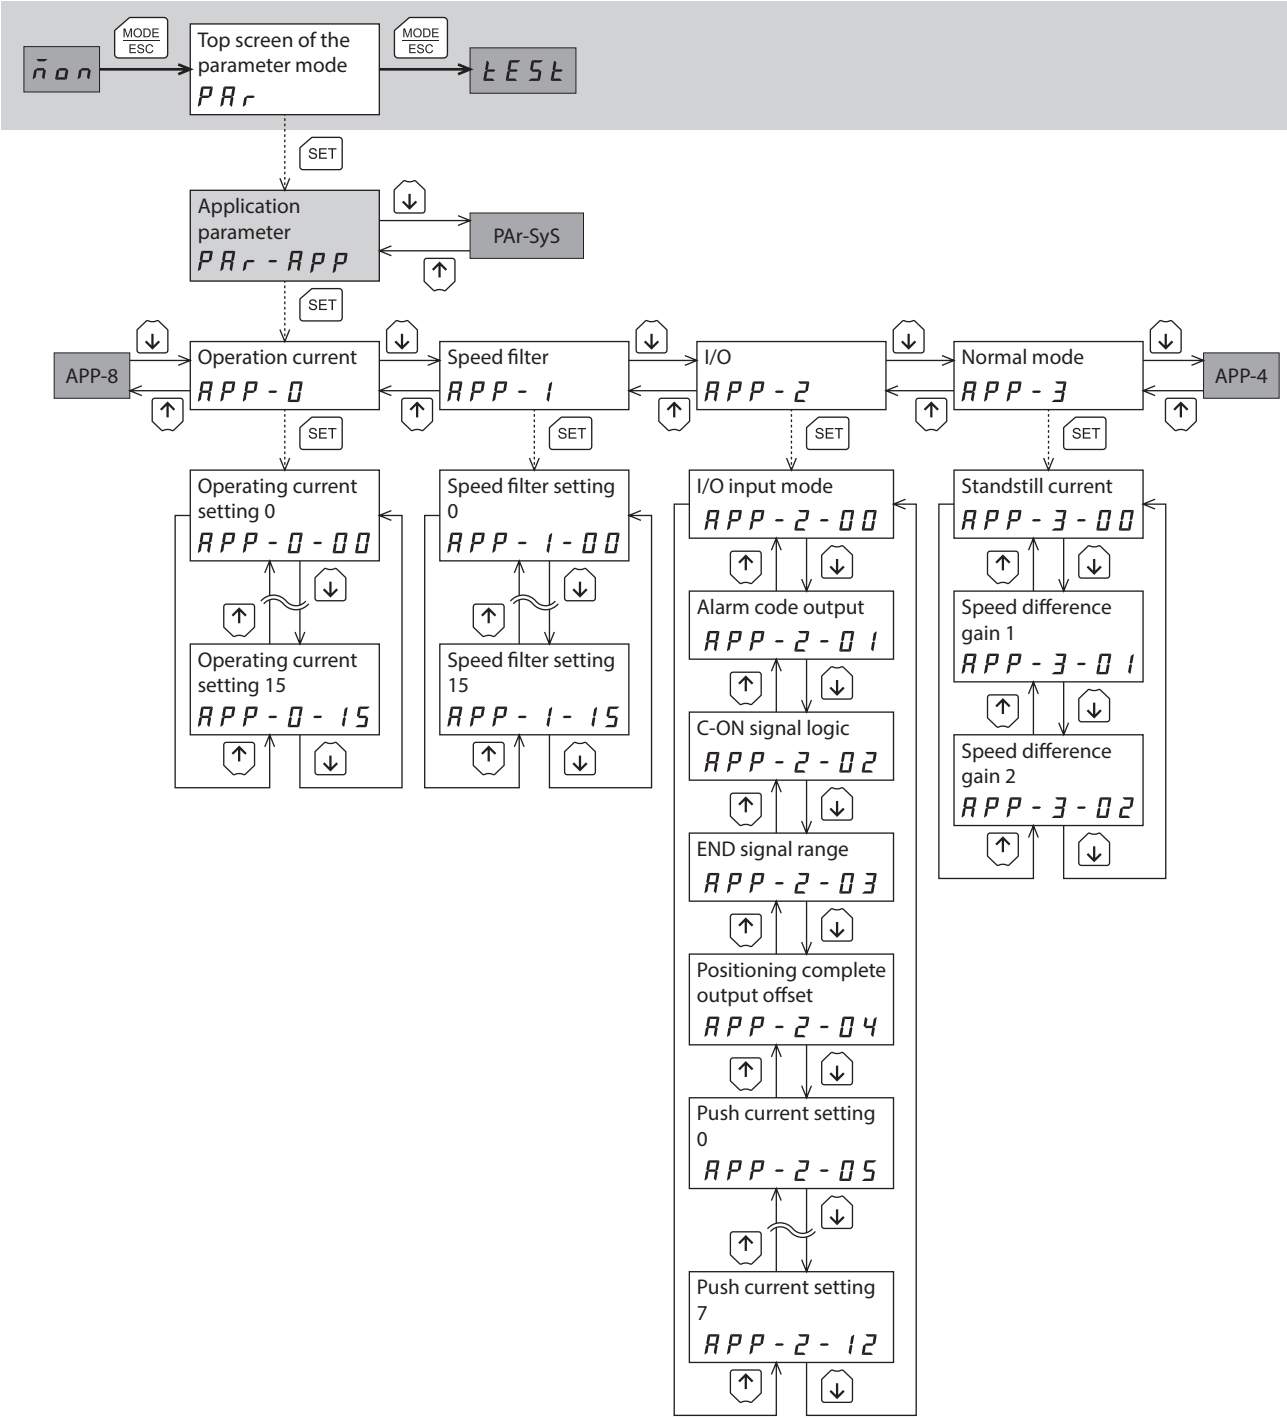 MODE
ESC
MODE
ESC
Top screen of the
parameter mode
PAr
ñon
tESt
SET
Application
parameter
PAr-APP
PAr-SyS
SET
APP-8
Operation current
APP-0
Speed filter
APP-1
I/O
APP-2
Normal mode
APP-3
APP-4
SET
SET
SET
SET
Operating current
setting 0
APP-0-00
Operating current
setting 15
APP-0-15
Speed filter setting
0
APP-1-00
Speed filter setting
15
APP-1-15
I/O input mode
APP-2-00
Alarm code output
APP-2-01
C-ON signal logic
APP-2-02
END signal range
APP-2-03
Positioning complete
output offset
APP-2-04
Push current setting
0
APP-2-05
Push current setting
7
APP-2-12
Standstill current
APP-3-00
Speed difference
gain 1
APP-3-01
Speed difference
gain 2
APP-3-02